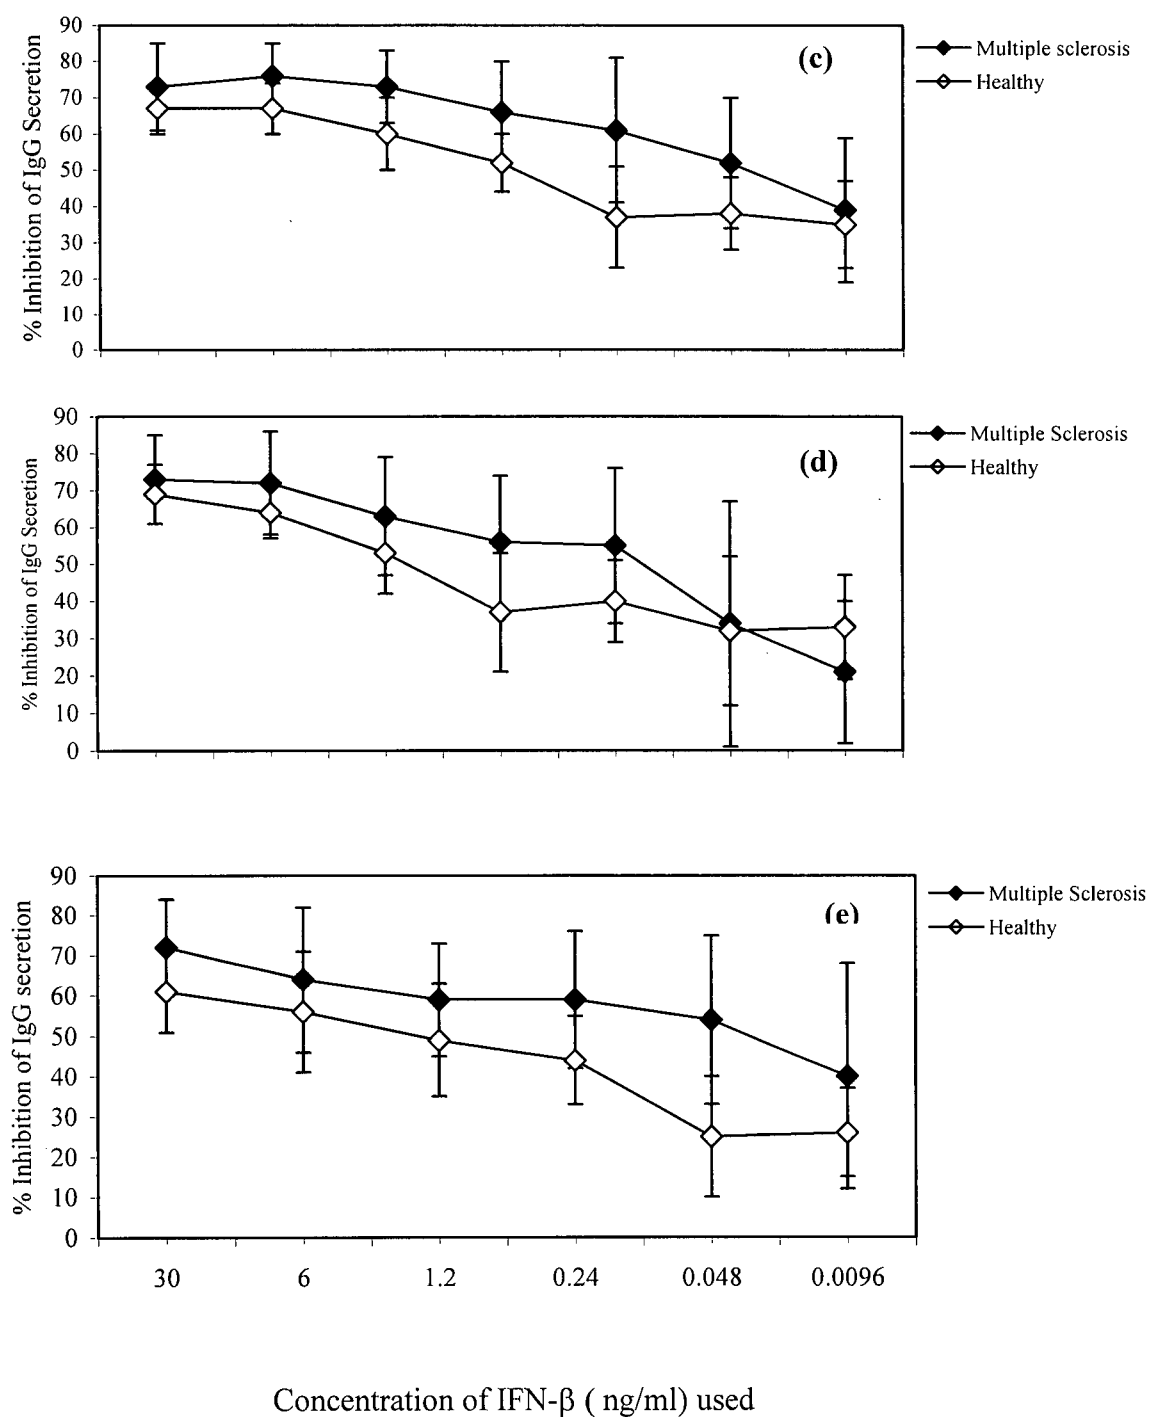 90
80
70
60
50
40
30
20
10
0
% Inhibition of IgG Secretion
(c)
Multiple sclerosis
Healthy
90
80
70
60
50
40
30
20
10
0
% Inhibition of IgG Secretion
(d)
Multiple Sclerosis
Healthy
90
80
70
60
50
40
30
20
10
0
% Inhibition of IgG secretion
(e)
Multiple Sclerosis
Healthy
30 6 1.2 0.24 0.048 0.0096
Concentration of IFN-β ( ng/ml) used